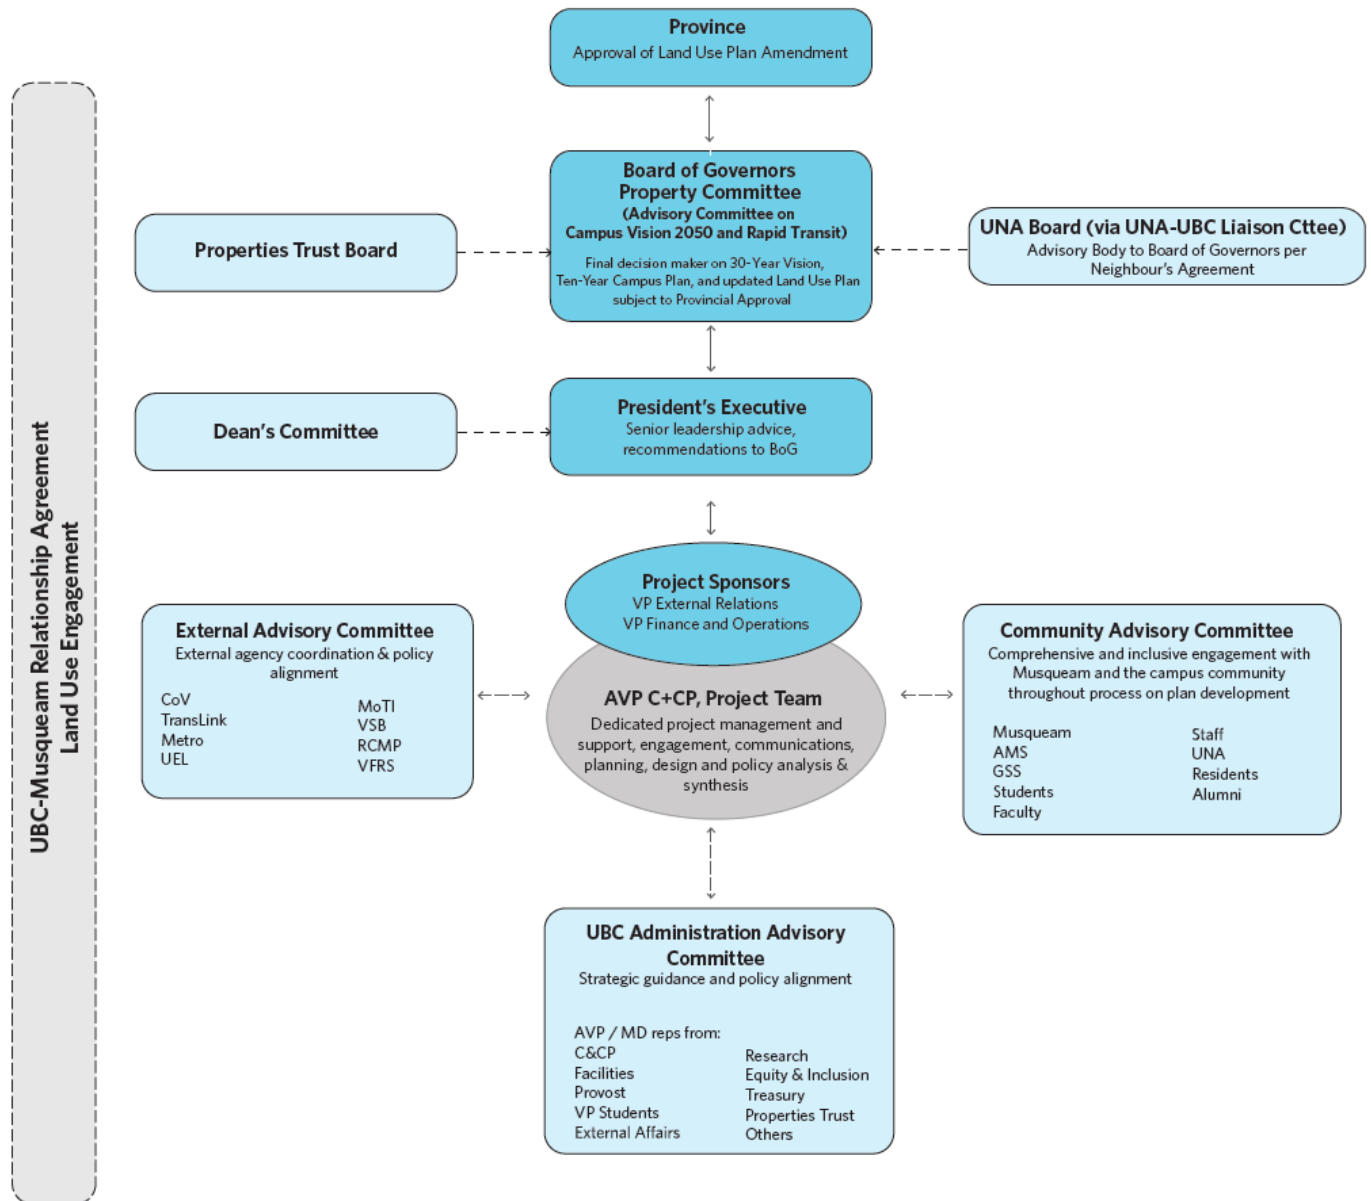 Province
Approval of Land Use Plan Amendment
Board of Governors
Property Committee
(Advisory Committee on
Campus Vision 2050 and Rapid Transit)
Final decision maker on 30-Year Vision,
Ten-Year Campus Plan, and updated Land Use Plan
subject to Provincial Approval
Properties Trust Board
UNA Board (via UNA-UBC Liaison Cttee)
Advisory Body to Board of Governors per
Neighbour's Agreement
Dean's Committee
President's Executive
Senior leadership advice,
recommendations to BoG
UBC-Musqueam Relationship Agreement
Land Use Engagement
Project Sponsors
VP External Relations
VP Finance and Operations
AVP C+CP, Project Team
Dedicated project management and
support, engagement, communications,
planning, design and policy analysis &
synthesis
External Advisory Committee
External agency coordination & policy
alignment
CoV
TransLink
Metro
UEL
MoTI
VSB
RCMP
VFRS
Community Advisory Committee
Comprehensive and inclusive engagement with
Musqueam and the campus community
throughout process on plan development
Musqueam
AMS
GSS
Students
Faculty
Staff
UNA
Residents
Alumni
UBC Administration Advisory
Committee
Strategic guidance and policy alignment
AVP / MD reps from:
C&CP
Facilities
Provost
VP Students
External Affairs
Research
Equity & Inclusion
Treasury
Properties Trust
Others